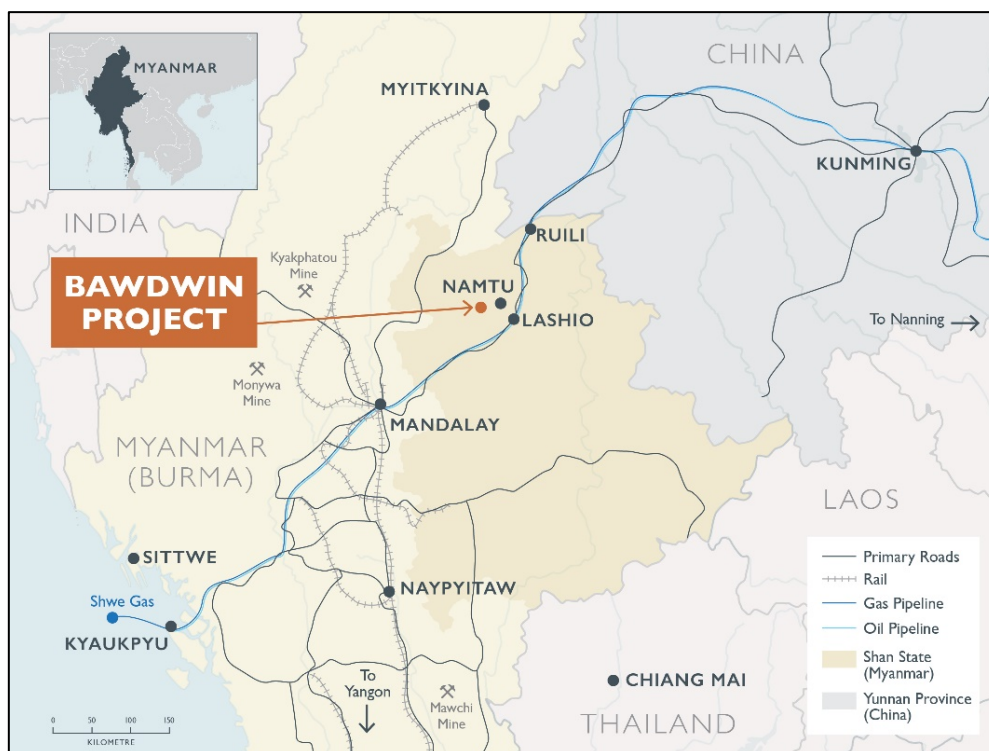 MYANMAR
CHINA
MYITKYINA
KUNMING
INDIA
RUILI
Kyakphatou
Mine
BAWDWIN
PROJECT
NAMTU
LASHIO
To Nanning
Monywa
Mine
MANDALAY
MYANMAR
(BURMA)
LAOS
SITTWE
Shwe Gas
KYAUKPYU
NAYPYITAW
Primary Roads
Rail
Gas Pipeline
Oil Pipeline
Shan State
(Myanmar)
Yunnan Province
(China)
To
Yangon
Mawchi
Mine
CHIANG MAI
THAILAND
0 50 100 150
KILOMETRE